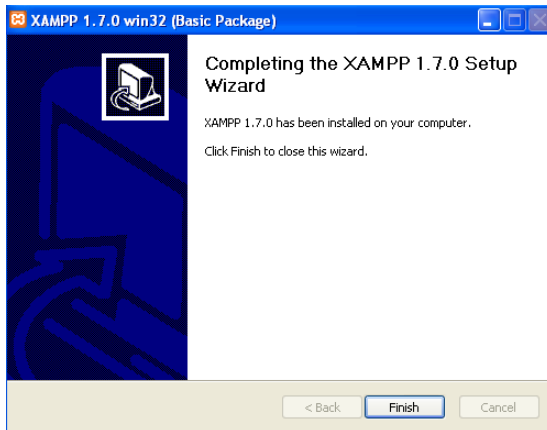 XAMPP 1.7.0 win32 (Basic Package)
Completing the XAMPP 1.7.0 Setup
Wizard
XAMPP 1.7.0 has been installed on your computer.
Click Finish to close this wizard.
< Back
Finish
Cancel